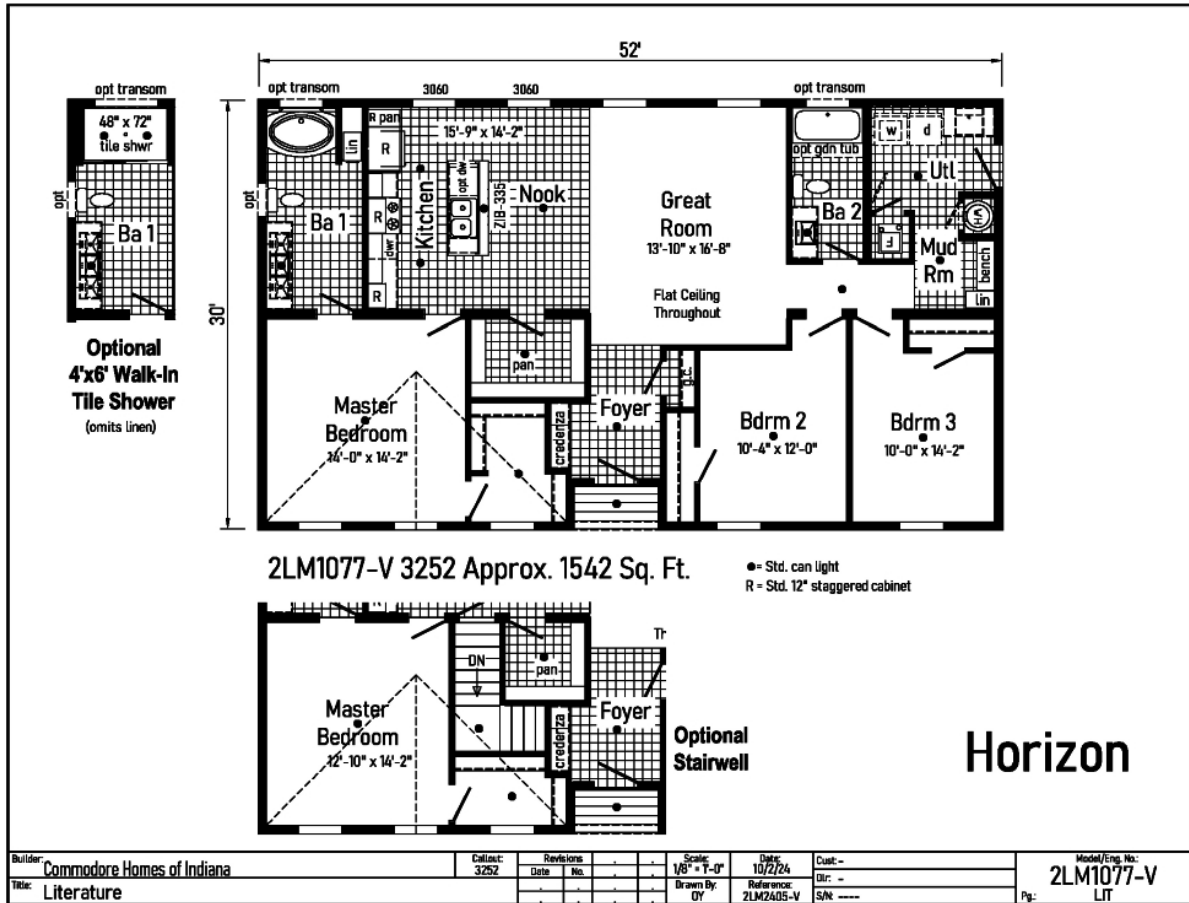 52'
opt transom
opt transom
3060
3060
opt transom
48" x 72"
tile shwr
opt
Ba 1
Optional
4'x6' Walk-In
Tile Shower
(omits linen)
30'
opt
Ba 1
lin
R pan
R
R
dwr
R
Kitchen
15'-9" x 14'-2"
opt dw
ZIB-335
Nook
Great
Room
13'-10" x 16'-8"
Flat Ceiling
Throughout
opt gdn tub
Ba 2
w
d
Utl
WH
Mud
Rm
bench
lin
pan
Master
Bedroom
14'-0" x 14'-2"
credenza
Foyer
g.c.
Bdrm 2
10'-4" x 12'-0"
Bdrm 3
10'-0" x 14'-2"
2LM1077-V 3252 Approx. 1542 Sq. Ft.
●= Std. can light
R = Std. 12" staggered cabinet
DN
pan
Master
Bedroom
12'-10" x 14'-2"
credenza
Foyer
Optional
Stairwell
Horizon
Builder: Commodore Homes of Indiana
Title: Literature
Callout:
3252
Revisions
Date No.
Scale:
1/8" = 1'-0"
Drawn By:
OY
Date:
10/2/24
Reference:
2LM2405-V
Cust: -
Dlr: -
S/N: ----
Model/Eng. No.:
2LM1077-V
Pg.: LIT